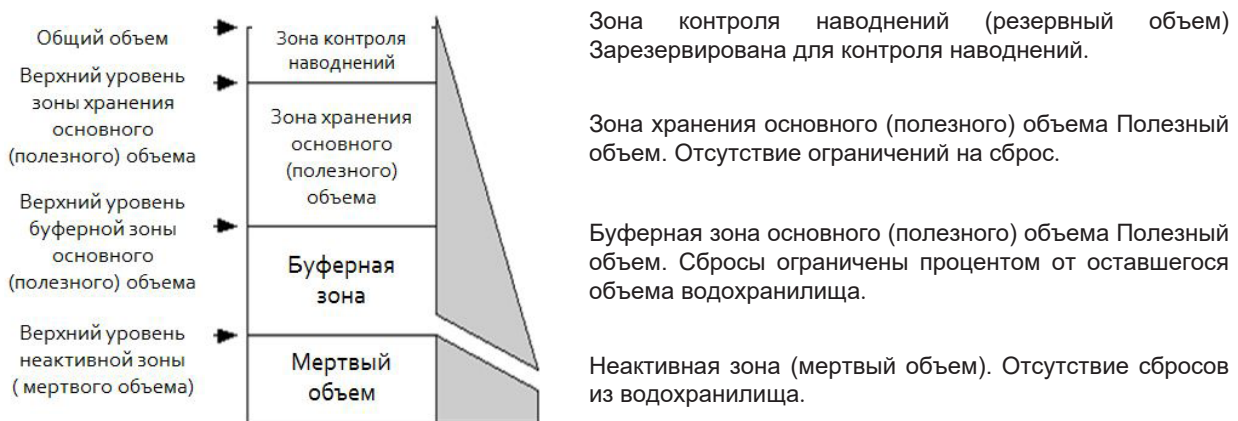 Общий объем
Верхний уровень
зоны хранения
основного
(полезного) объема
Верхний уровень
буферной зоны
основного
(полезного) объема
Верхний уровень
неактивной зоны
( мертвого объема)
Зона контроля
наводнений
Зона хранения
основного
(полезного)
объема
Буферная
зона
Мертвый
объем
Зона контроля наводнений (резервный объем)
Зарезервирована для контроля наводнений.
Зона хранения основного (полезного) объема Полезный
объем. Отсутствие ограничений на сброс.
Буферная зона основного (полезного) объема Полезный
объем. Сбросы ограничены процентом от оставшегося
объема водохранилища.
Неактивная зона (мертвый объем). Отсутствие сбросов
из водохранилища.